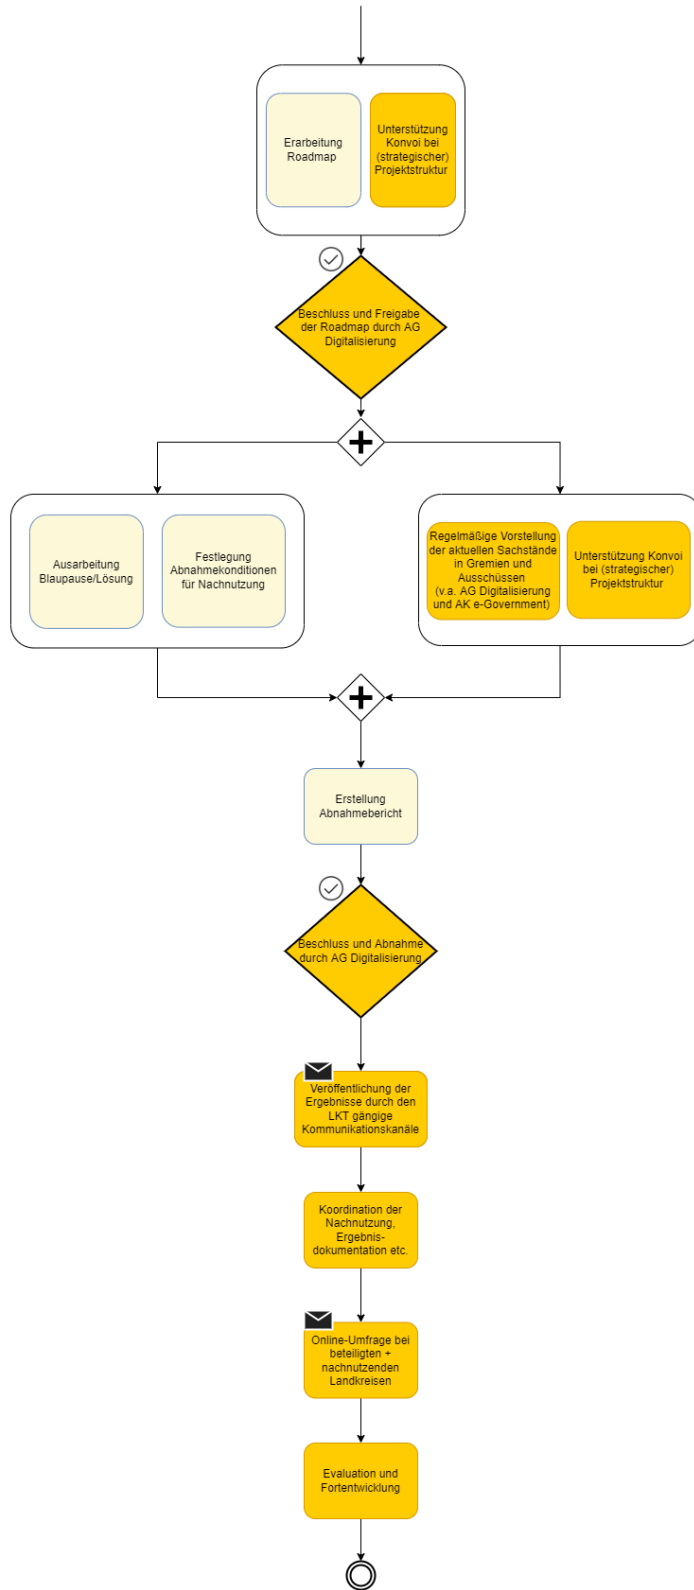 Erarbeitung
Roadmap
Unterstützung
Konvoi bei
(strategischer)
Projektstruktur
Beschluss und Freigabe
der Roadmap durch AG
Digitalisierung
Ausarbeitung
Blaupause/Lösung
Festlegung
Abnahmekonditionen
für Nachnutzung
Regelmäßige Vorstellung
der aktuellen Sachstände
in Gremien und
Ausschüssen
(v.a. AG Digitalisierung
und AK e-Government)
Unterstützung Konvoi
bei (strategischer)
Projektstruktur
Erstellung
Abnahmebericht
Beschluss und Abnahme
durch AG Digitalisierung
Veröffentlichung der
Ergebnisse durch den
LKT gängige
Kommunikationskanäle
Koordination der
Nachnutzung,
Ergebnis-
dokumentation etc.
Online-Umfrage bei
beteiligten +
nachnutzenden
Landkreisen
Evaluation und
Fortentwicklung